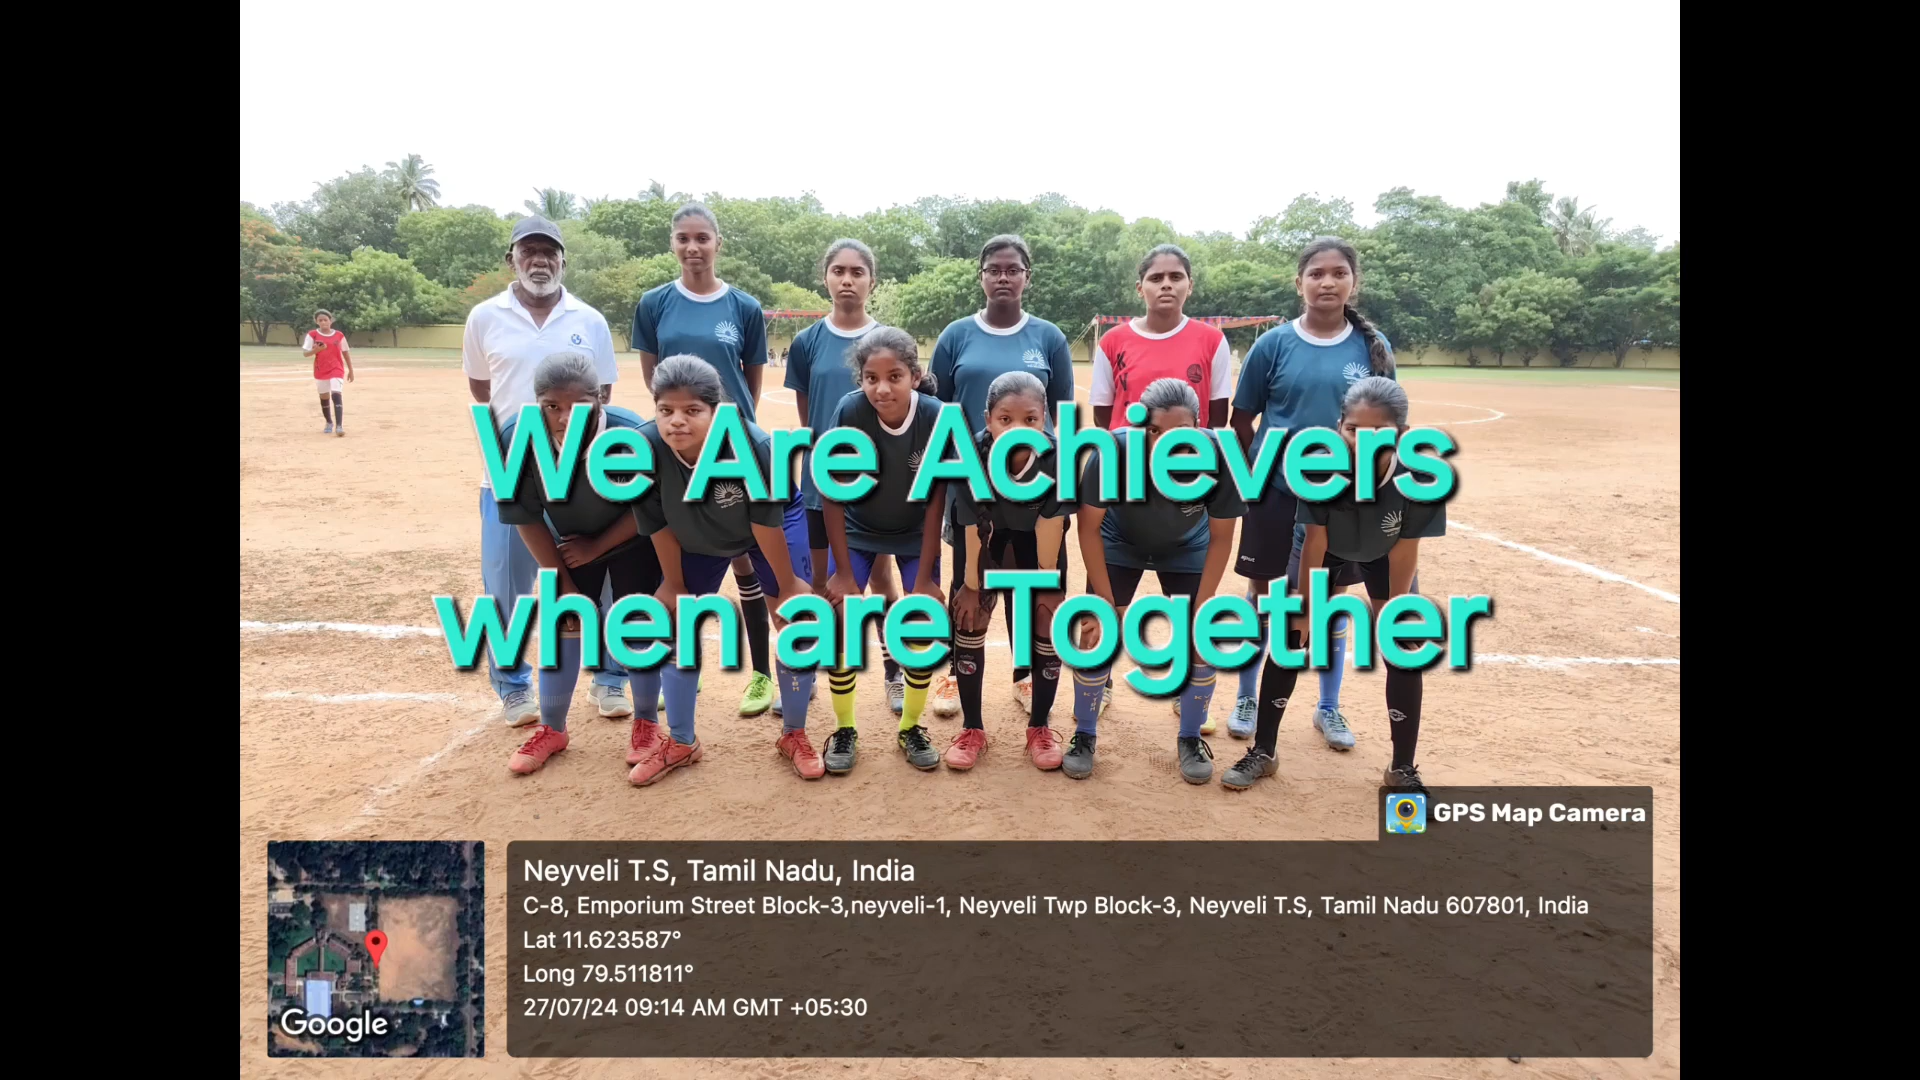 We Are Achievers
when are Together
KV
GPS Map Camera
Neyveli T.S, Tamil Nadu, India
C-8, Emporium Street Block-3,neyveli-1, Neyveli Twp Block-3, Neyveli T.S, Tamil Nadu 607801, India
Lat 11.623587°
Long 79.511811°
27/07/24 09:14 AM GMT +05:30
Google